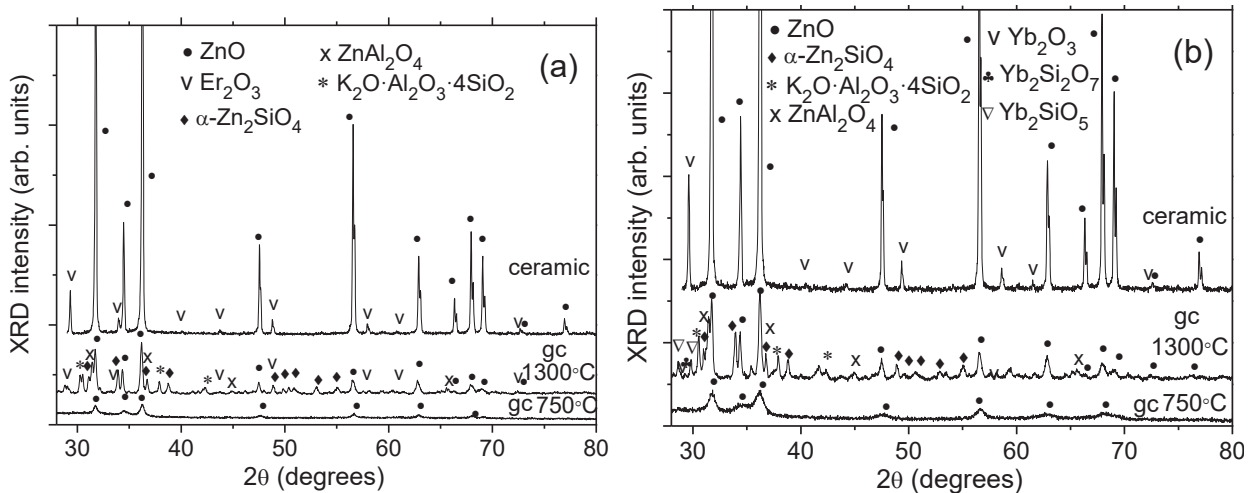 XRD intensity (arb. units)
(a)
• ZnO
v Er₂O₃
♦ α-Zn₂SiO₄
x ZnAl₂O₄
* K₂O·Al₂O₃·4SiO₂
ceramic
gc
1300°C
gc 750°C
30 40 50 60 70 80
2θ (degrees)
XRD intensity (arb. units)
(b)
• ZnO
♦ α-Zn₂SiO₄
* K₂O·Al₂O₃·4SiO₂
x ZnAl₂O₄
v Yb₂O₃
♣ Yb₂Si₂O₇
▽ Yb₂SiO₅
ceramic
gc
1300°C
gc 750°C
30 40 50 60 70 80
2θ (degrees)